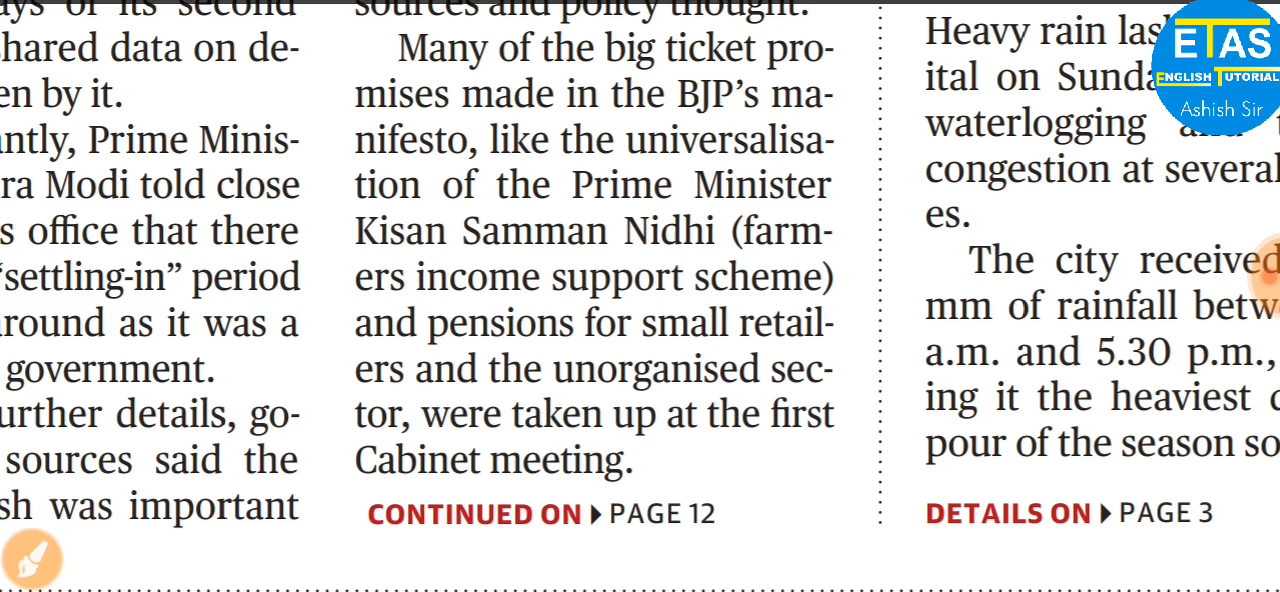 shared data on de-
en by it.
Prime Minis-
ra Modi told close
s office that there
“settling-in” period
around as it was a
government.
further details, go-
sources said the
sh was important
sources and policy thought.
Many of the big ticket pro-
mises made in the BJP’s ma-
nifesto, like the universalisa-
tion of the Prime Minister
Kisan Samman Nidhi (farm-
ers income support scheme)
and pensions for small retail-
ers and the unorganised sec-
tor, were taken up at the first
Cabinet meeting.
CONTINUED ON PAGE 12
Heavy rain
ital on
waterlogging
congestion at several
es.
The city received
mm of rainfall
a.m. and 5.30 p.m.,
ing it the heaviest
pour of the season so
DETAILS ON PAGE 3
ETAS
ENGLISH TUTORIAL
Ashish Sir